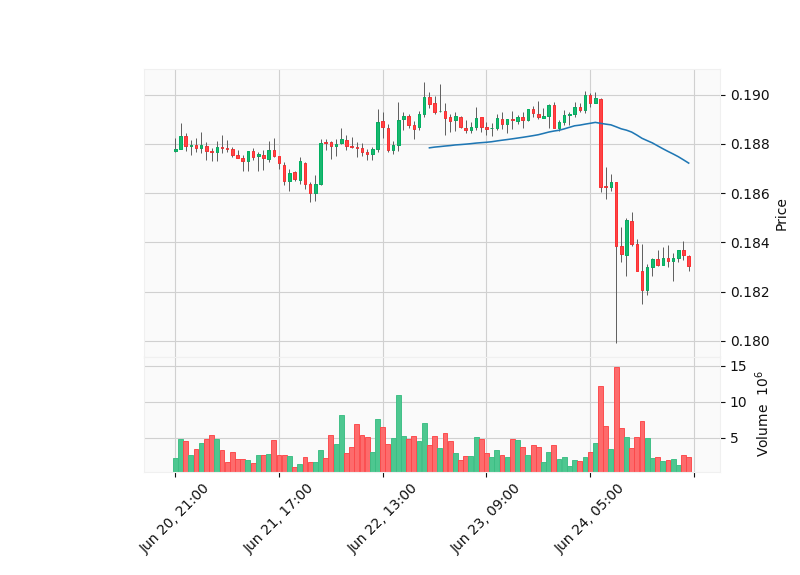 0.190
0.188
0.186
0.184
0.182
0.180
Price
15
10
5
Volume 10^6
Jun 20, 21:00
Jun 21, 17:00
Jun 22, 13:00
Jun 23, 09:00
Jun 24, 05:00